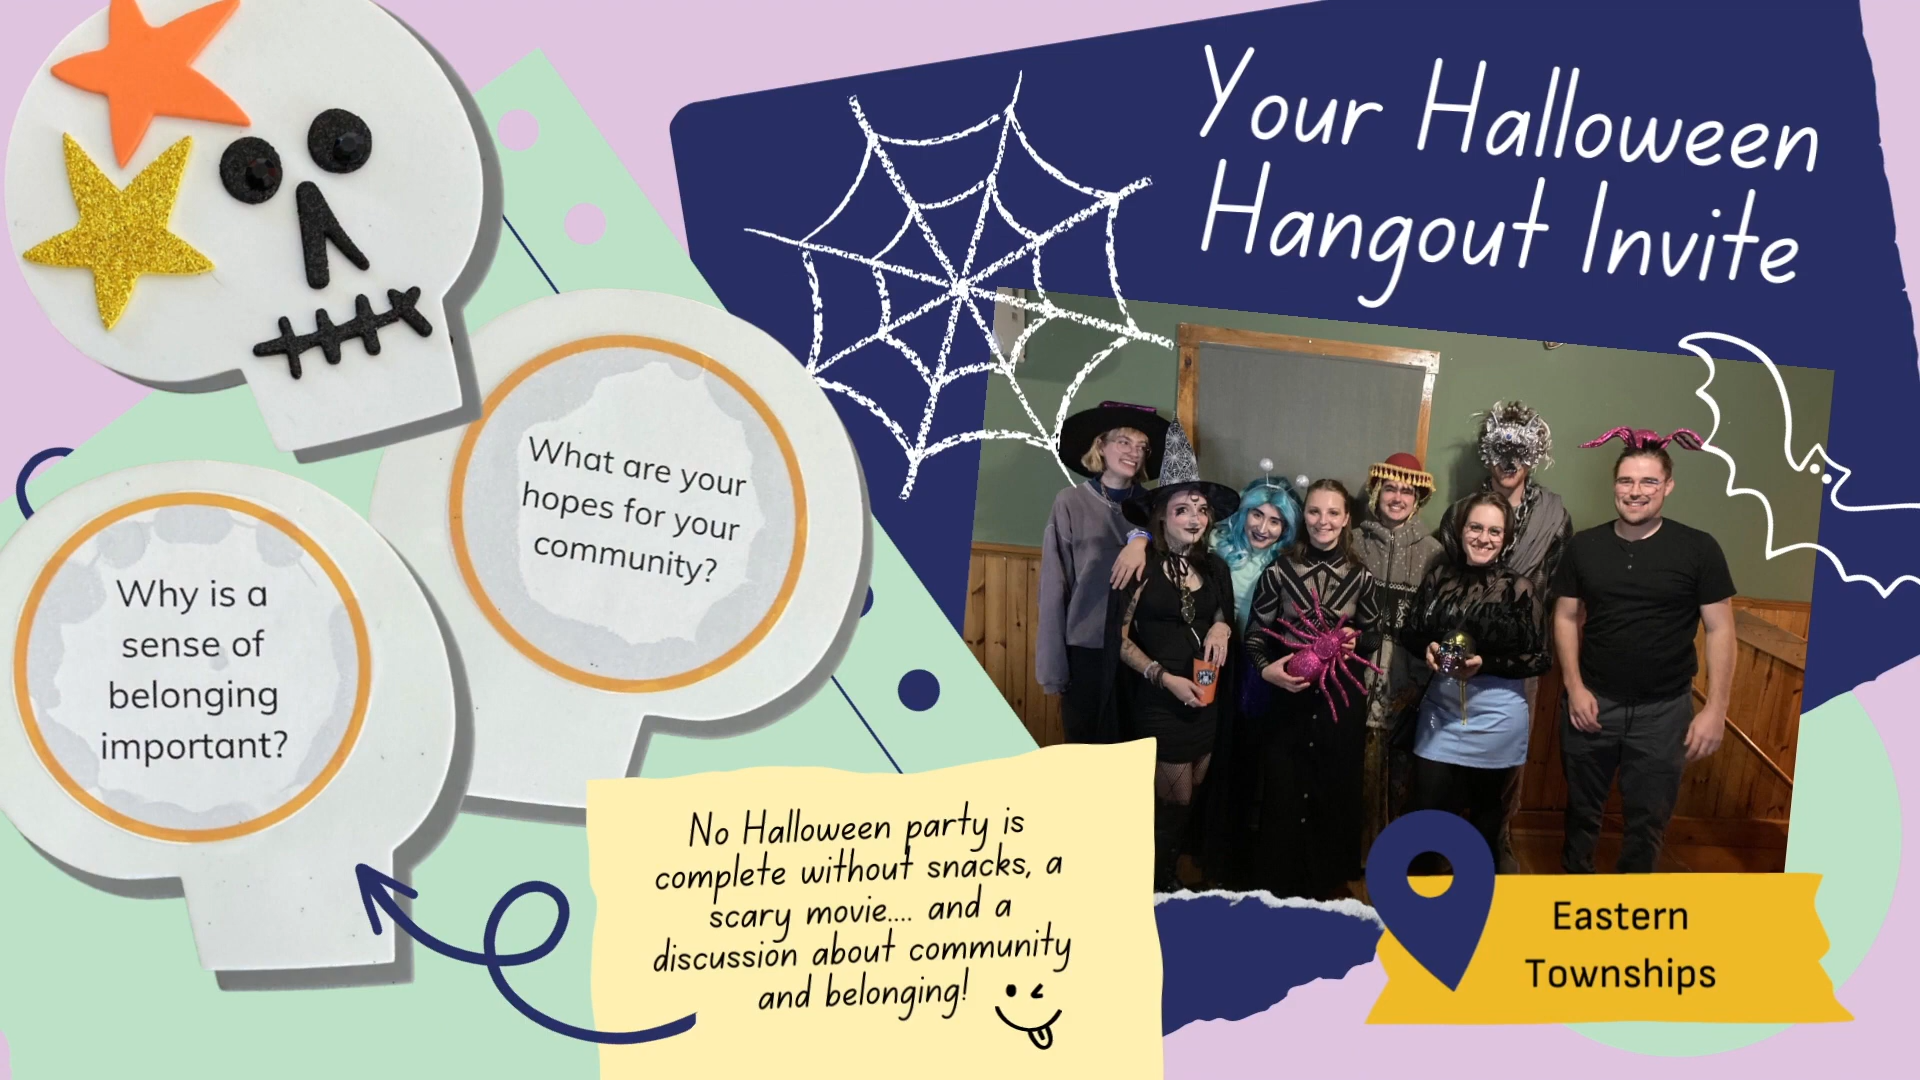 Your Halloween
Hangout Invite
What are your
hopes for your
community?
Why is a
sense of
belonging
important?
No Halloween party is
complete without snacks, a
scary movie.... and a
discussion about community
and belonging!
Eastern
Townships